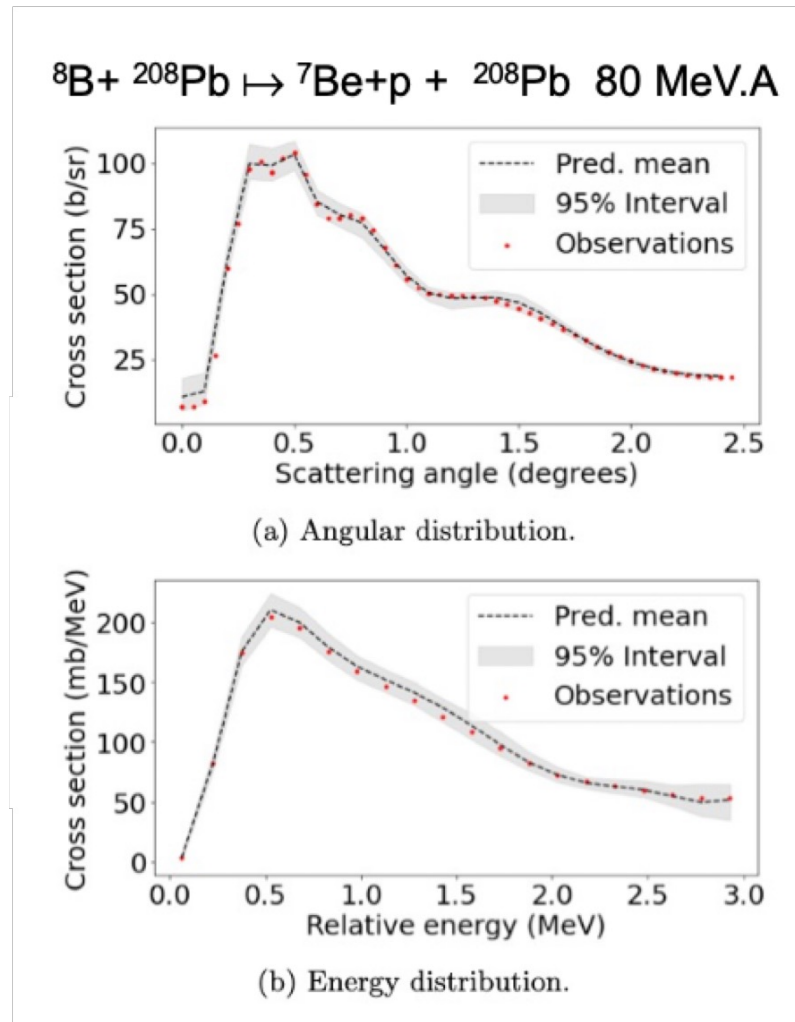 ⁸B+ ²⁰⁸Pb ↦ ⁷Be+p + ²⁰⁸Pb 80 MeV.A
Cross section (b/sr)
100
75
50
25
Pred. mean
95% Interval
Observations
0.0 0.5 1.0 1.5 2.0 2.5
Scattering angle (degrees)
(a) Angular distribution.
Cross section (mb/MeV)
200
150
100
50
0
Pred. mean
95% Interval
Observations
0.0 0.5 1.0 1.5 2.0 2.5 3.0
Relative energy (MeV)
(b) Energy distribution.